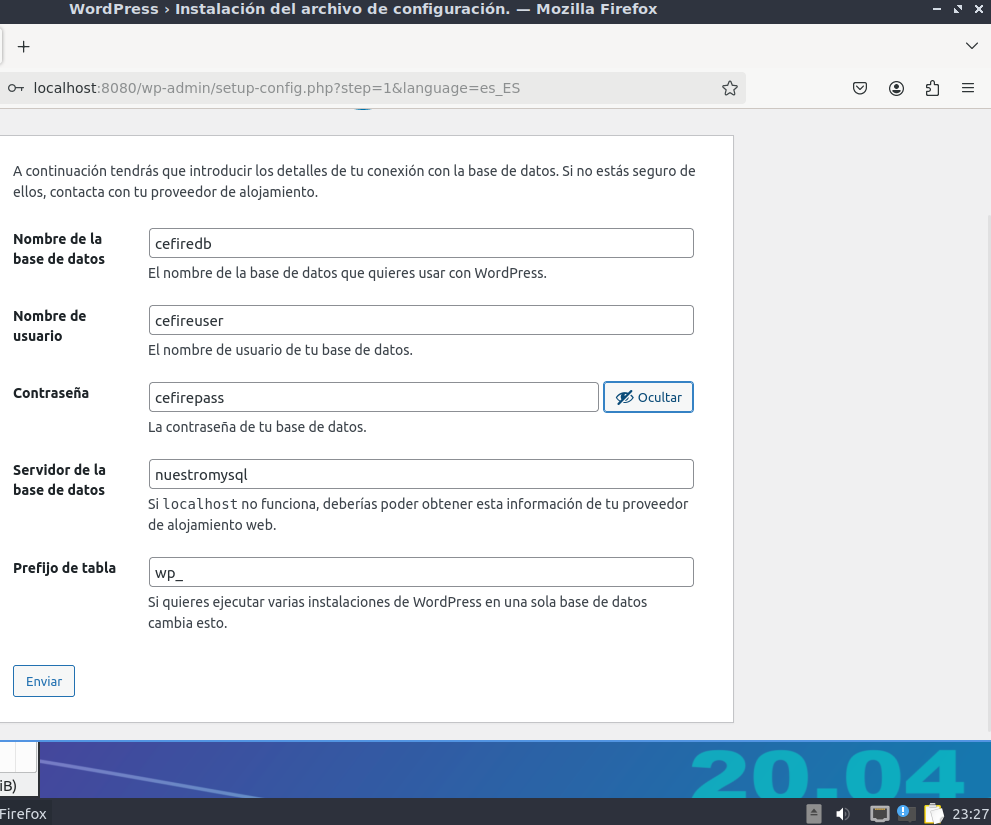 WordPress › Instalación del archivo de configuración. — Mozilla Firefox
localhost:8080/wp-admin/setup-config.php?step=1&language=es_ES
A continuación tendrás que introducir los detalles de tu conexión con la base de datos. Si no estás seguro de
ellos, contacta con tu proveedor de alojamiento.
Nombre de la
base de datos
cefiredb
El nombre de la base de datos que quieres usar con WordPress.
Nombre de
usuario
cefireuser
El nombre de usuario de tu base de datos.
Contraseña
cefirepass
Ocultar
La contraseña de tu base de datos.
Servidor de la
base de datos
nuestromysql
Si localhost no funciona, deberías poder obtener esta información de tu proveedor
de alojamiento web.
Prefijo de tabla
wp_
Si quieres ejecutar varias instalaciones de WordPress en una sola base de datos
cambia esto.
Enviar
iB)
20.04
Firefox
23:27